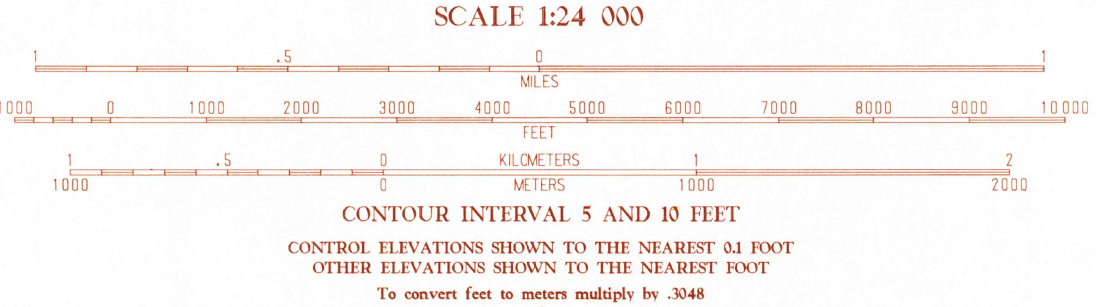 SCALE 1:24 000
1 .5 0 1
MILES
1000 0 1000 2000 3000 4000 5000 6000 7000 8000 9000 10000
FEET
1 .5 0 KILOMETERS 1 2
1000 0 METERS 1000 2000
CONTOUR INTERVAL 5 AND 10 FEET
CONTROL ELEVATIONS SHOWN TO THE NEAREST 0.1 FOOT
OTHER ELEVATIONS SHOWN TO THE NEAREST FOOT
To convert feet to meters multiply by .3048